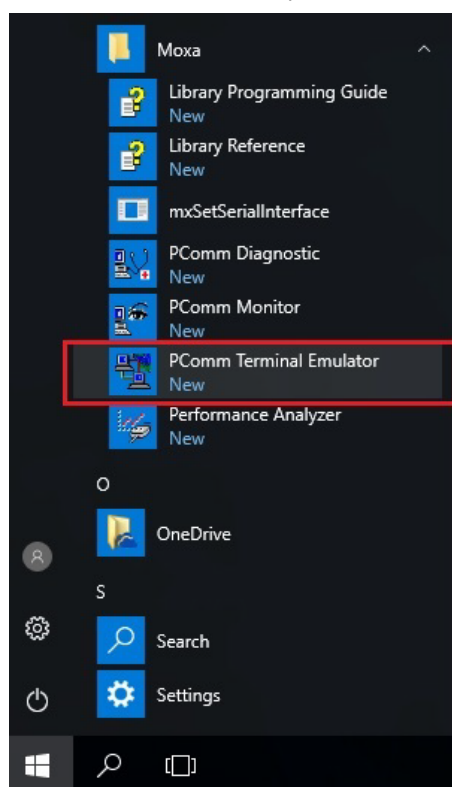 Moxa
Library Programming Guide
New
Library Reference
New
mxSetSerialInterface
PComm Diagnostic
New
PComm Monitor
New
PComm Terminal Emulator
New
Performance Analyzer
New
O
OneDrive
S
Search
Settings